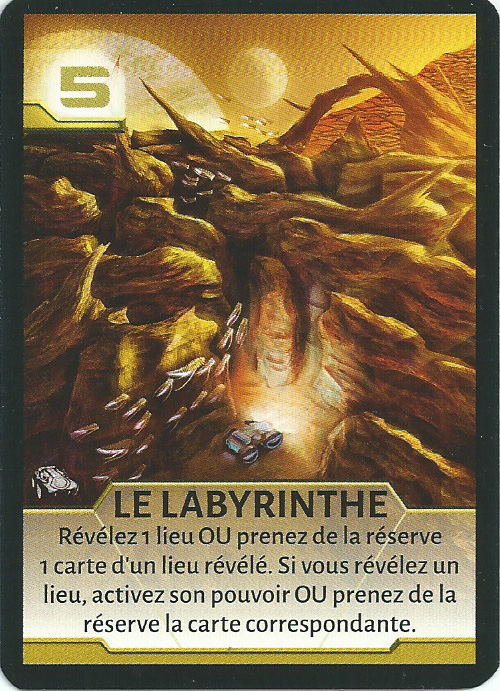 5
LE LABYRINTHE
Révélez 1 lieu OU prenez de la réserve
1 carte d'un lieu révélé. Si vous révélez un
lieu, activez son pouvoir OU prenez de la
réserve la carte correspondante.